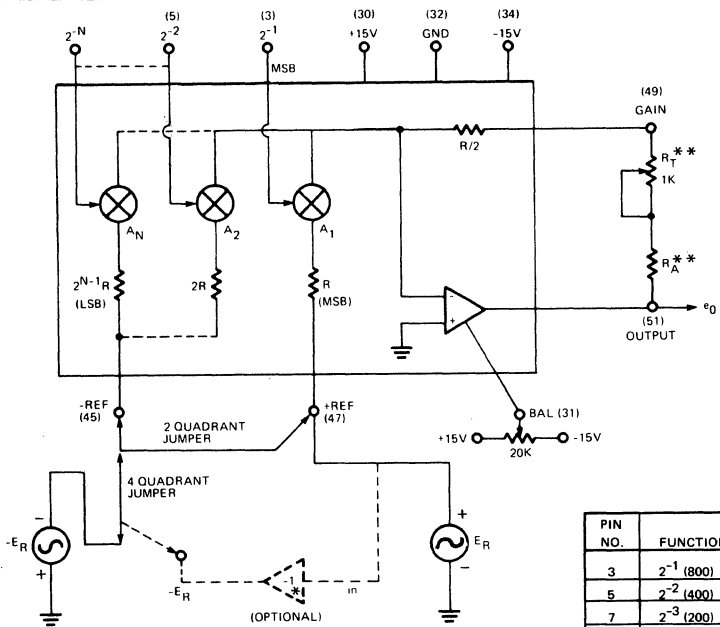 (5) (3) (30) (32) (34)
2^-N 2^-2 2^-1 +15V GND -15V
MSB
(49)
GAIN
R/2
R_T**
1K
A_N A_2 A_1
2^N-1 R 2R R
(LSB) (MSB)
R_A**
-
+
e_0
(51)
OUTPUT
-REF
(45)
+REF
(47)
2 QUADRANT
JUMPER
BAL (31)
+15V -15V
20K
4 QUADRANT
JUMPER
-
-E_R
+
+
E_R
-
-1
*
in
-E_R
(OPTIONAL)
PIN
NO. FUNCTION
3 2^-1 (800)
5 2^-2 (400)
7 2^-3 (200)